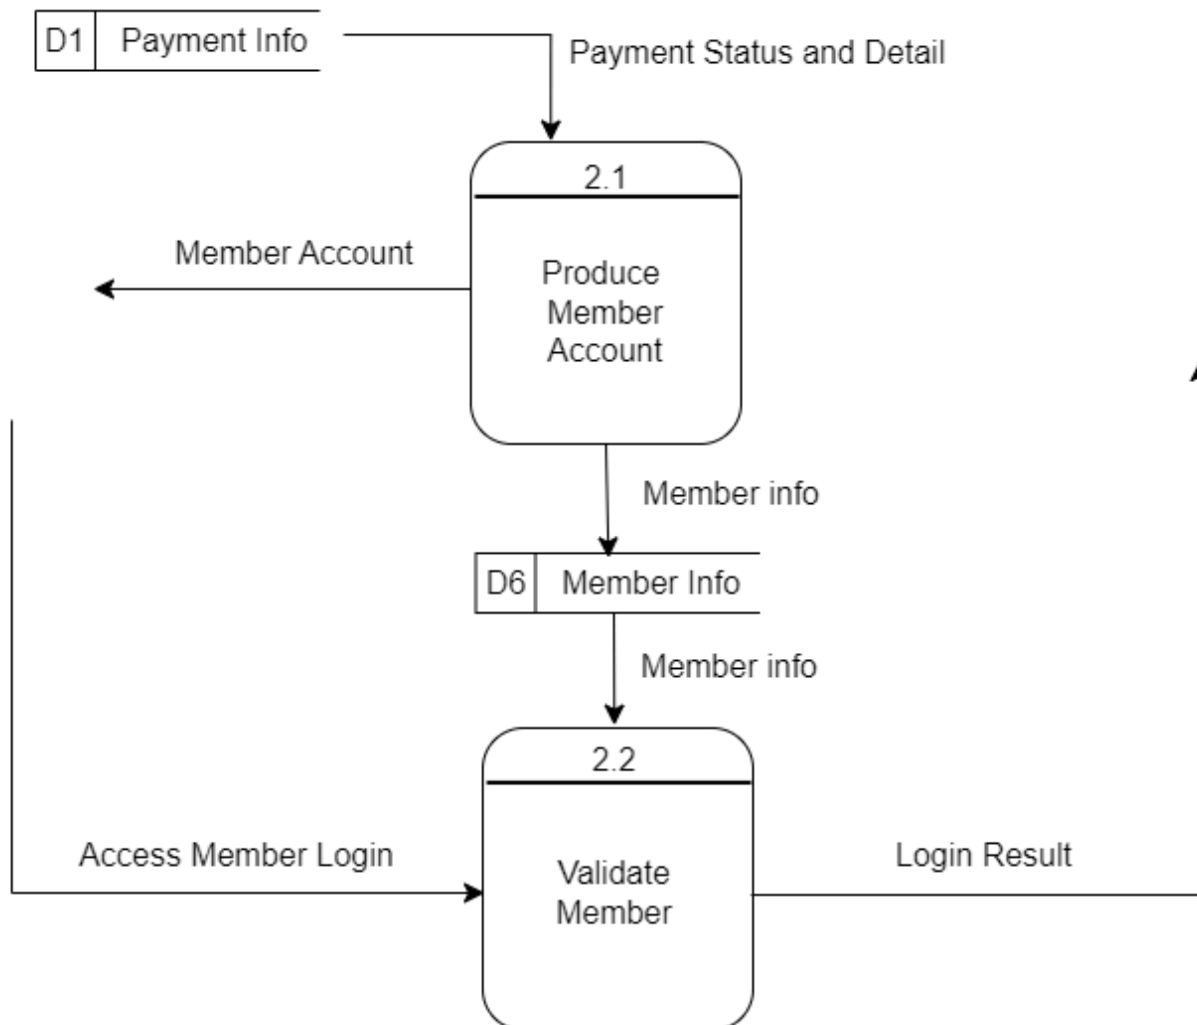 D1 Payment Info
Payment Status and Detail
2.1
Member Account
Produce
Member
Account
Member info
D6 Member Info
Member info
2.2
Access Member Login
Validate
Member
Login Result